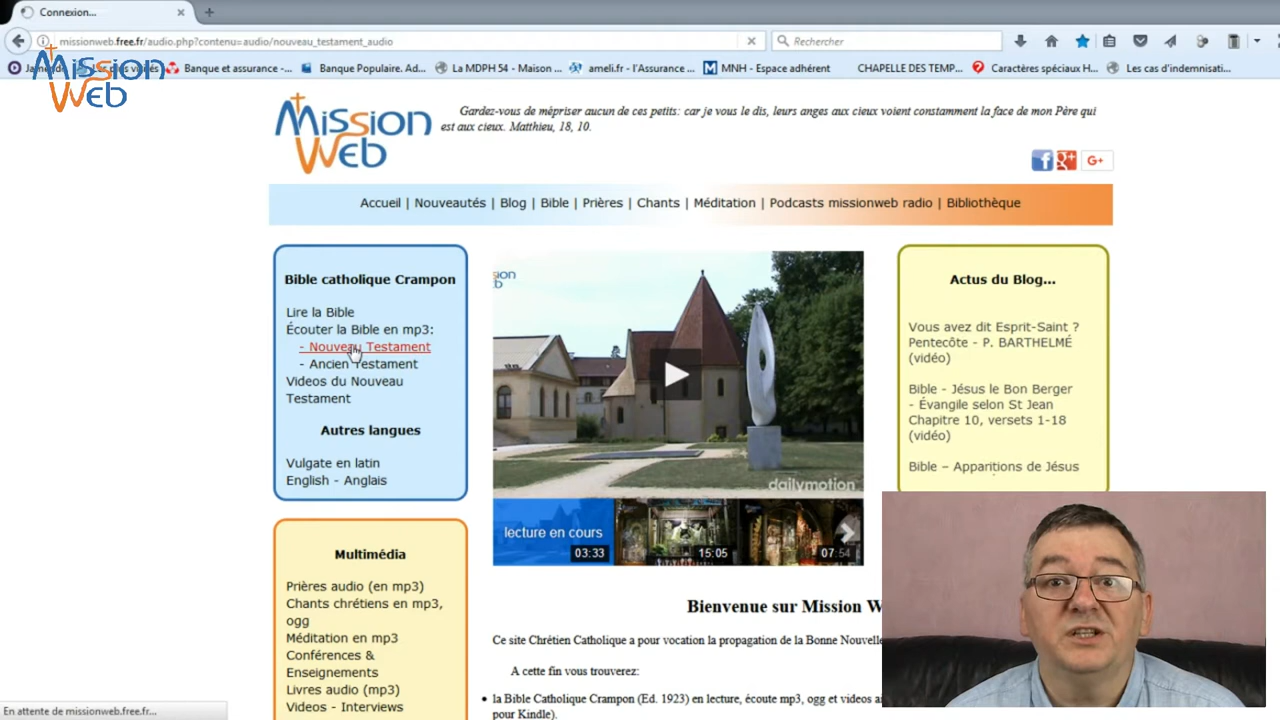 Connexion...
missionweb.free.fr/audio.php?contenu=audio/nouveau_testament_audio
Rechercher
Banque et assurance -...
Banque Populaire. Ad...
La MDPH 54 - Maison ...
ameli.fr - l'Assurance ...
MNH - Espace adhérent
CHAPELLE DES TEMP...
Caractères spéciaux H...
Les cas d'indemnisati...
Mission
Web
Mission
Web
Gardez-vous de mépriser aucun de ces petits: car je vous le dis, leurs anges aux cieux voient constamment la face de mon Père qui
est aux cieux. Matthieu, 18, 10.
f g+ G+
Accueil | Nouveautés | Blog | Bible | Prières | Chants | Méditation | Podcasts missionweb radio | Bibliothèque
Bible catholique Crampon
Lire la Bible
Écouter la Bible en mp3:
- Nouveau Testament
- Ancien Testament
Videos du Nouveau
Testament
Autres langues
Vulgate en latin
English - Anglais
Multimédia
Prières audio (en mp3)
Chants chrétiens en mp3,
ogg
Méditation en mp3
Conférences &
Enseignements
Livres audio (mp3)
Videos - Interviews
dailymotion
lecture en cours
03:33
15:05
07:54
Bienvenue sur Mission W
Ce site Chrétien Catholique a pour vocation la propagation de la Bonne Nouvelle
A cette fin vous trouverez:
• la Bible Catholique Crampon (Ed. 1923) en lecture, écoute mp3, ogg et videos ai
pour Kindle).
Actus du Blog...
Vous avez dit Esprit-Saint ?
Pentecôte - P. BARTHELMÉ
(vidéo)
Bible - Jésus le Bon Berger
- Évangile selon St Jean
Chapitre 10, versets 1-18
(vidéo)
Bible – Apparitions de Jésus
En attente de missionweb.free.fr...